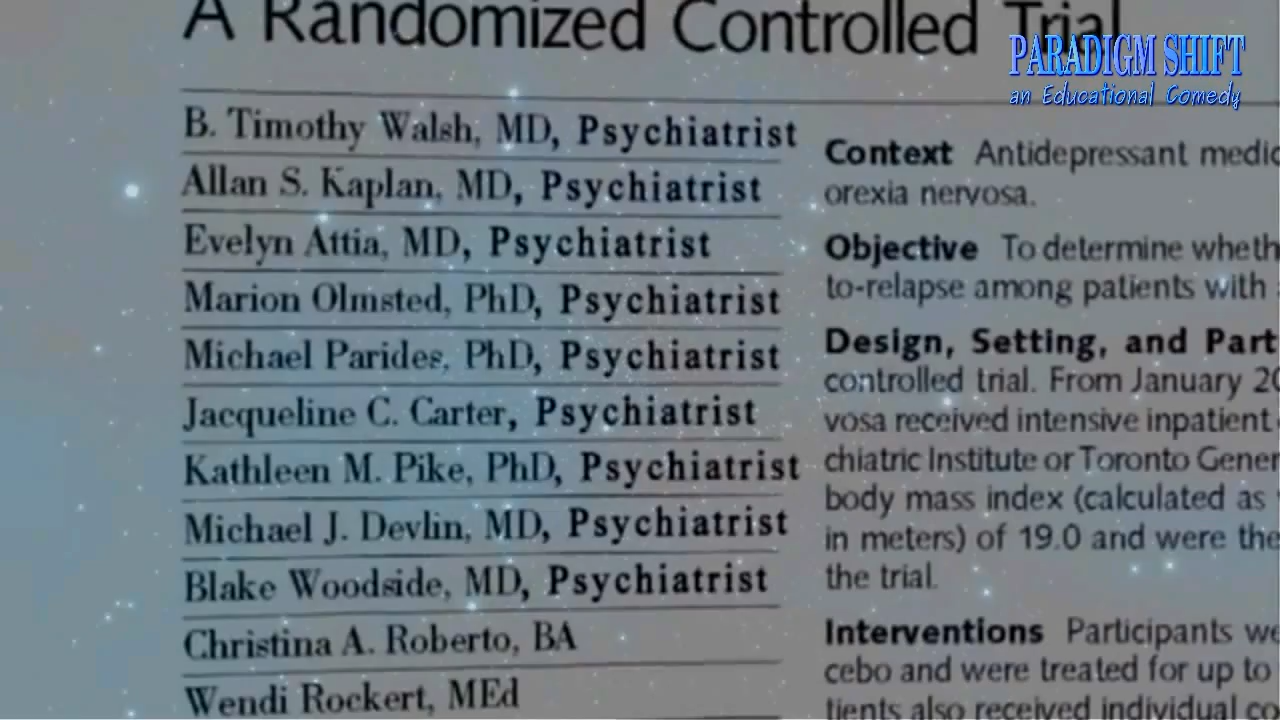 A Randomized Controlled Trial
PARADIGM SHIFT
an Educational Comedy
B. Timothy Walsh, MD, Psychiatrist
Allan S. Kaplan, MD, Psychiatrist
Evelyn Attia, MD, Psychiatrist
Marion Olmsted, PhD, Psychiatrist
Michael Parides, PhD, Psychiatrist
Jacqueline C. Carter, Psychiatrist
Kathleen M. Pike, PhD, Psychiatrist
Michael J. Devlin, MD, Psychiatrist
Blake Woodside, MD, Psychiatrist
Christina A. Roberto, BA
Wendi Rockert, MEd
Context Antidepressant medic
orexia nervosa.
Objective To determine wheth
to-relapse among patients with
Design, Setting, and Part
controlled trial. From January 20
vosa received intensive inpatient
chiatric Institute or Toronto Gener
body mass index (calculated as
in meters) of 19.0 and were the
the trial.
Interventions Participants we
cebo and were treated for up to
tients also received individual co